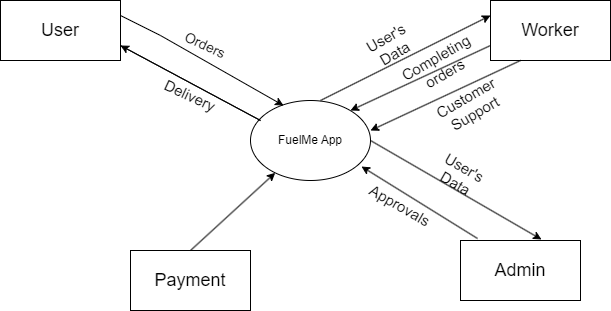 User
Worker
Orders
Delivery
User's
Data
Completing
orders
Customer
Support
FuelMe App
User's
Data
Approvals
Payment
Admin